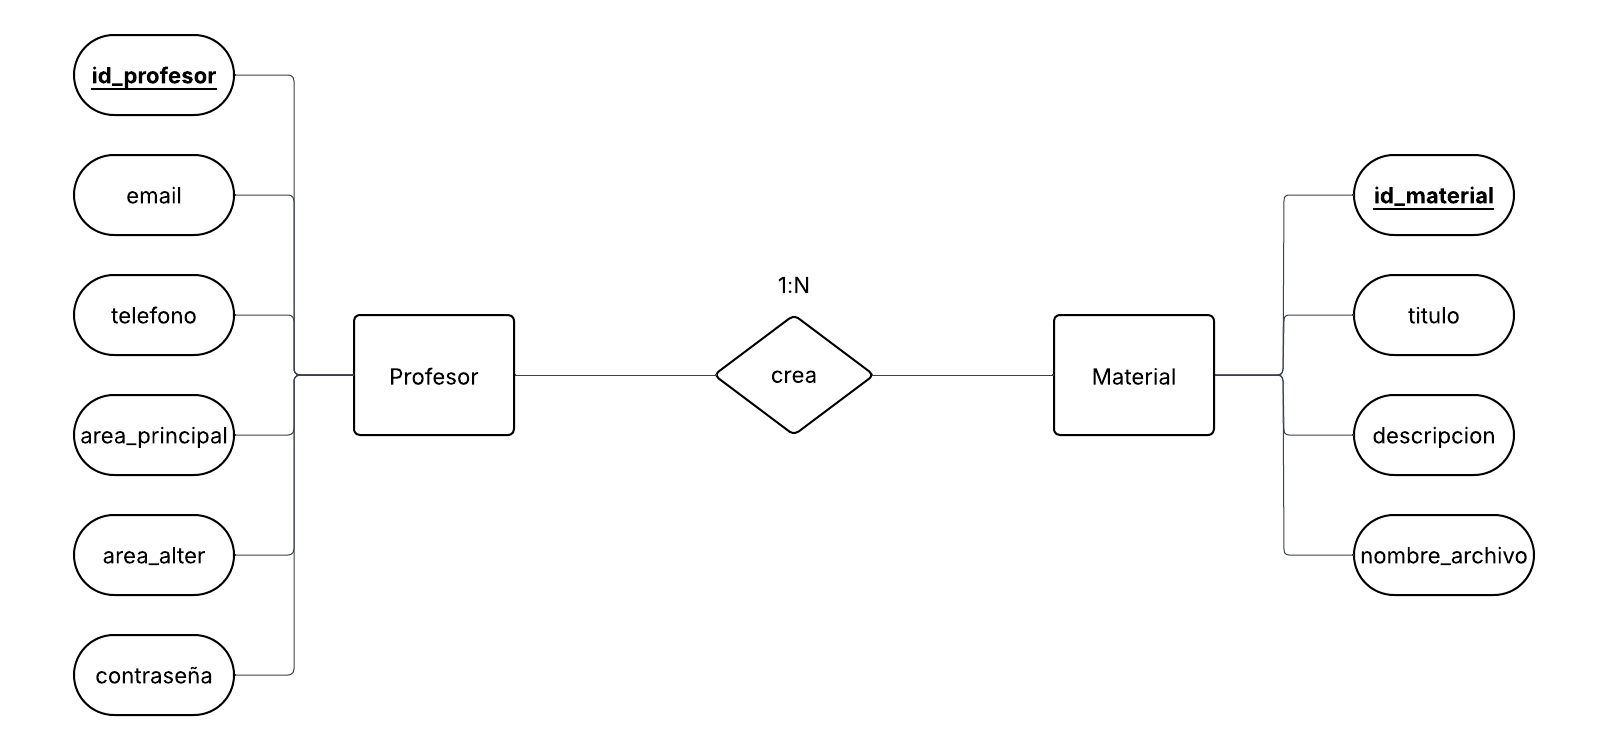 id_profesor
email
telefono
area_principal
area_alter
contraseña
Profesor
1:N
crea
Material
id_material
titulo
descripcion
nombre_archivo